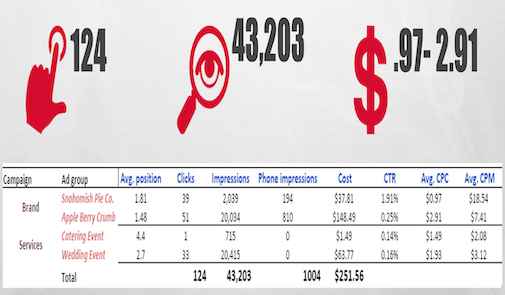 124
43,203
$ .97- 2.91
Campaign Ad group Avg. position Clicks Impressions Phone impressions Cost CTR Avg. CPC Avg. CPM
Brand Snohomish Pie Co. 1.81 39 2,039 194 $37.81 1.91% $0.97 $18.54
Apple Berry Crumb 1.48 51 20,034 810 $148.49 0.25% $2.91 $7.41
Services Catering Event 4.4 1 715 0 $1.49 0.14% $1.49 $2.08
Wedding Event 2.7 33 20,415 0 $63.77 0.16% $1.93 $3.12
Total 124 43,203 1004 $251.56